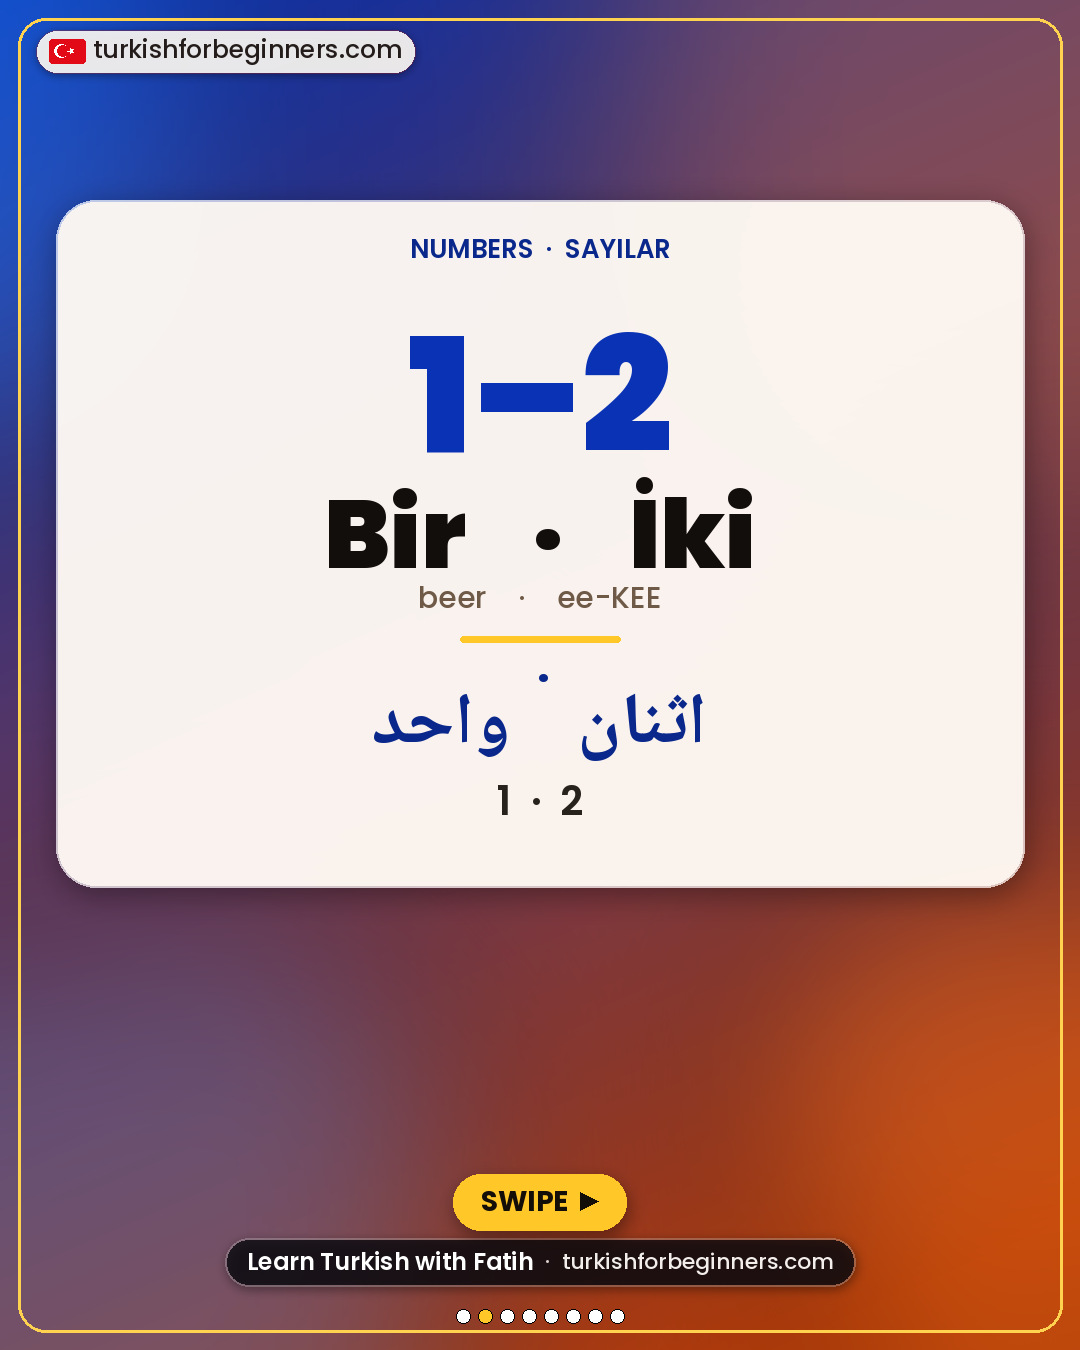 turkishforbeginners.com
NUMBERS · SAYILAR
1–2
Bir · İki
beer · ee-KEE
واحد · اثنان
1 · 2
SWIPE ▶
Learn Turkish with Fatih · turkishforbeginners.com